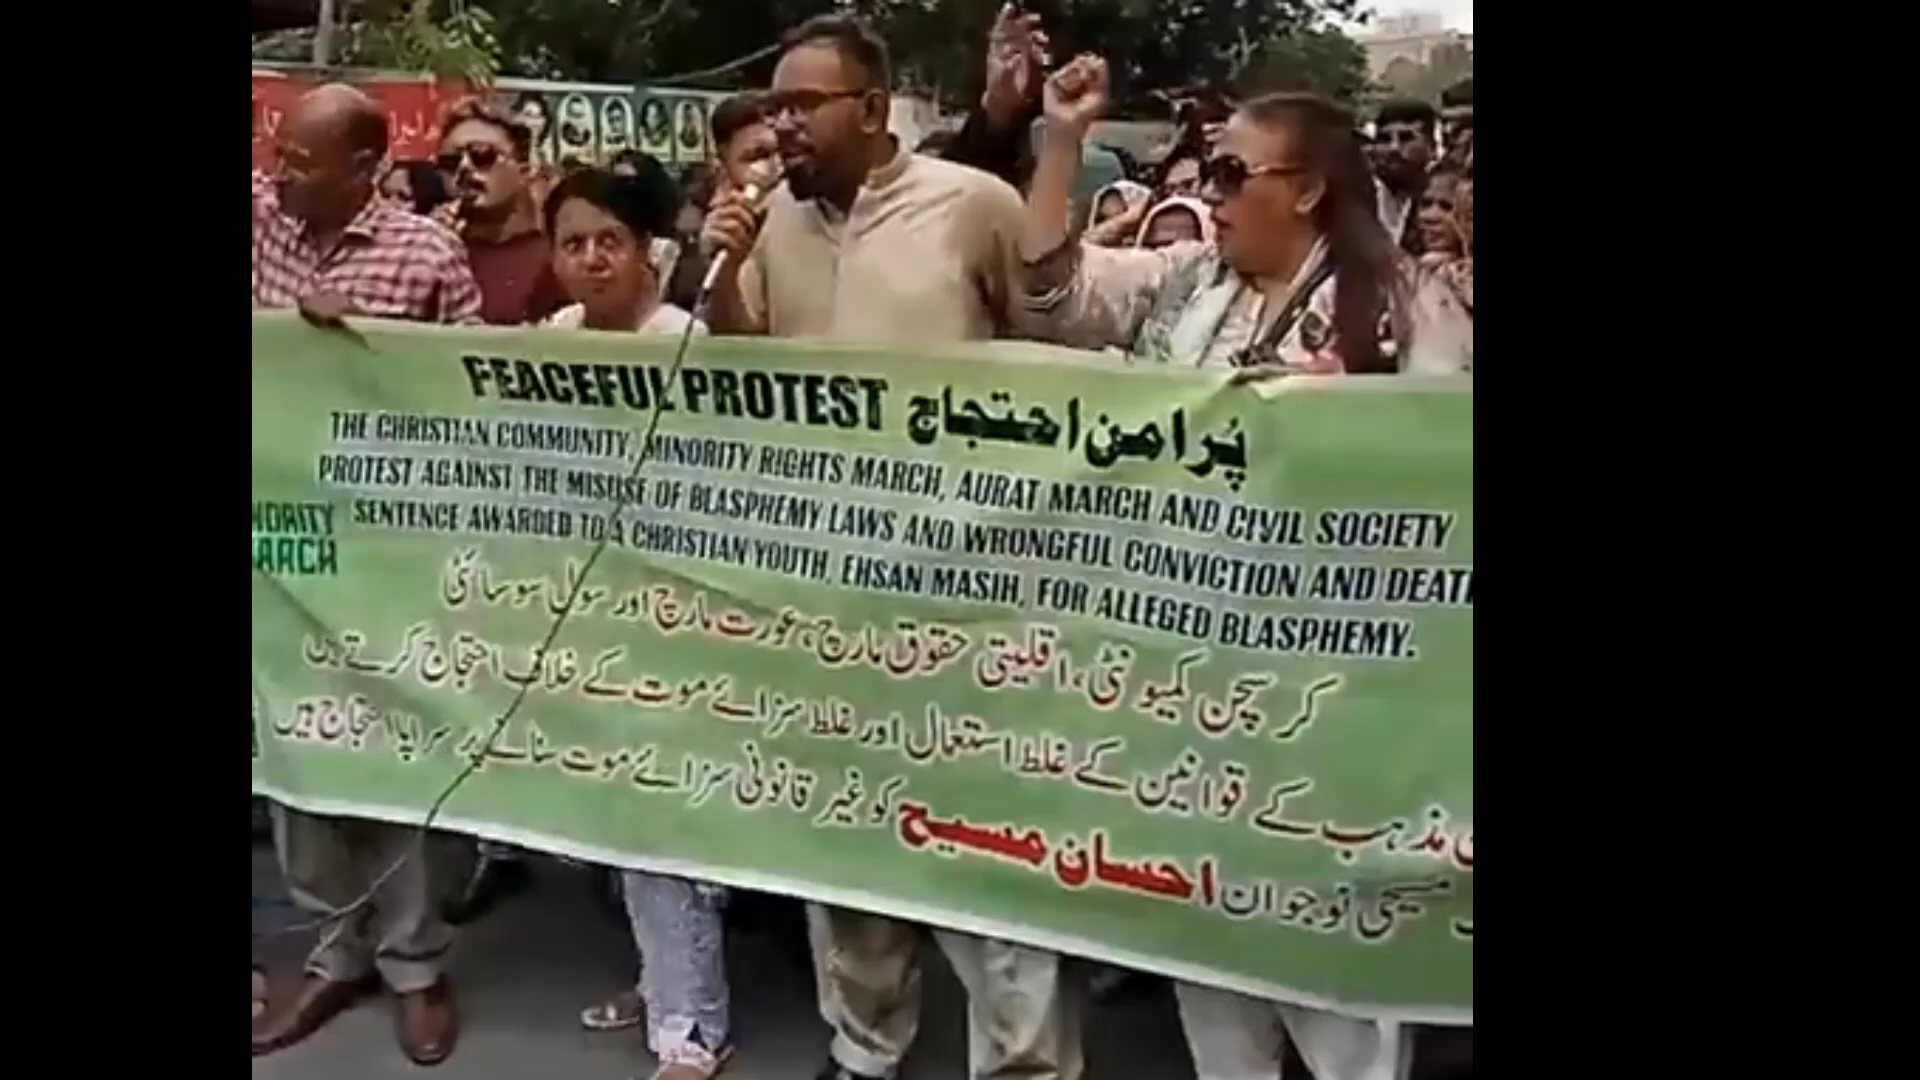 PEACEFUL PROTEST پُرامن احتجاج
THE CHRISTIAN COMMUNITY, MINORITY RIGHTS MARCH, AURAT MARCH AND CIVIL SOCIETY
PROTEST AGAINST THE MISUSE OF BLASPHEMY LAWS AND WRONGFUL CONVICTION AND DEATH
SENTENCE AWARDED TO A CHRISTIAN YOUTH, EHSAN MASIH, FOR ALLEGED BLASPHEMY.
کرسچن کمیونٹی، اقلیتی حقوق مارچ، عورت مارچ اور سول سوسائٹی
مذہب کے قوانین کے غلط استعمال اور غلط سزائے موت کے خلاف احتجاج کرتے ہیں
مسیحی نوجوان احسان مسیح کو غیر قانونی سزائے موت سنانے پر سراپا احتجاج ہیں